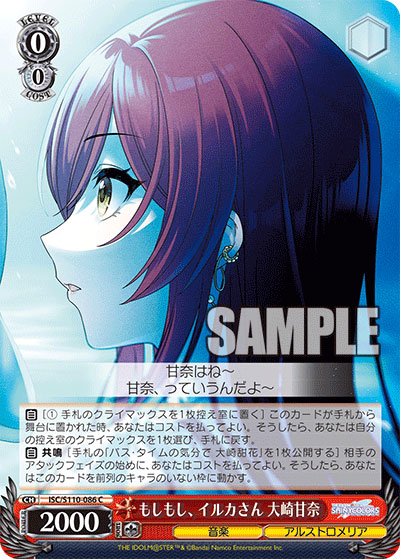 LEVEL
0
0
COST
SAMPLE
甘奈はね～
甘奈、っていうんだよ～
自 [① 手札のクライマックスを1枚控え室に置く] このカードが手札から
舞台に置かれた時、あなたはコストを払ってよい。そうしたら、あなたは自分
の控え室のクライマックスを1枚選び、手札に戻す。
自 共鳴 [手札の「バス・タイムの気分で 大崎甜花」を1枚公開する] 相手の
アタックフェイズの始めに、あなたはコストを払ってよい。そうしたら、あなた
はこのカードを前列のキャラのいない枠に動かす。
CH ISC/S110-086 C
2000
もしもし、イルカさん 大崎甘奈
SHINYCOLORS
音楽 アルストロメリア
THE IDOLM@STER™& ©Bandai Namco Entertainment Inc.